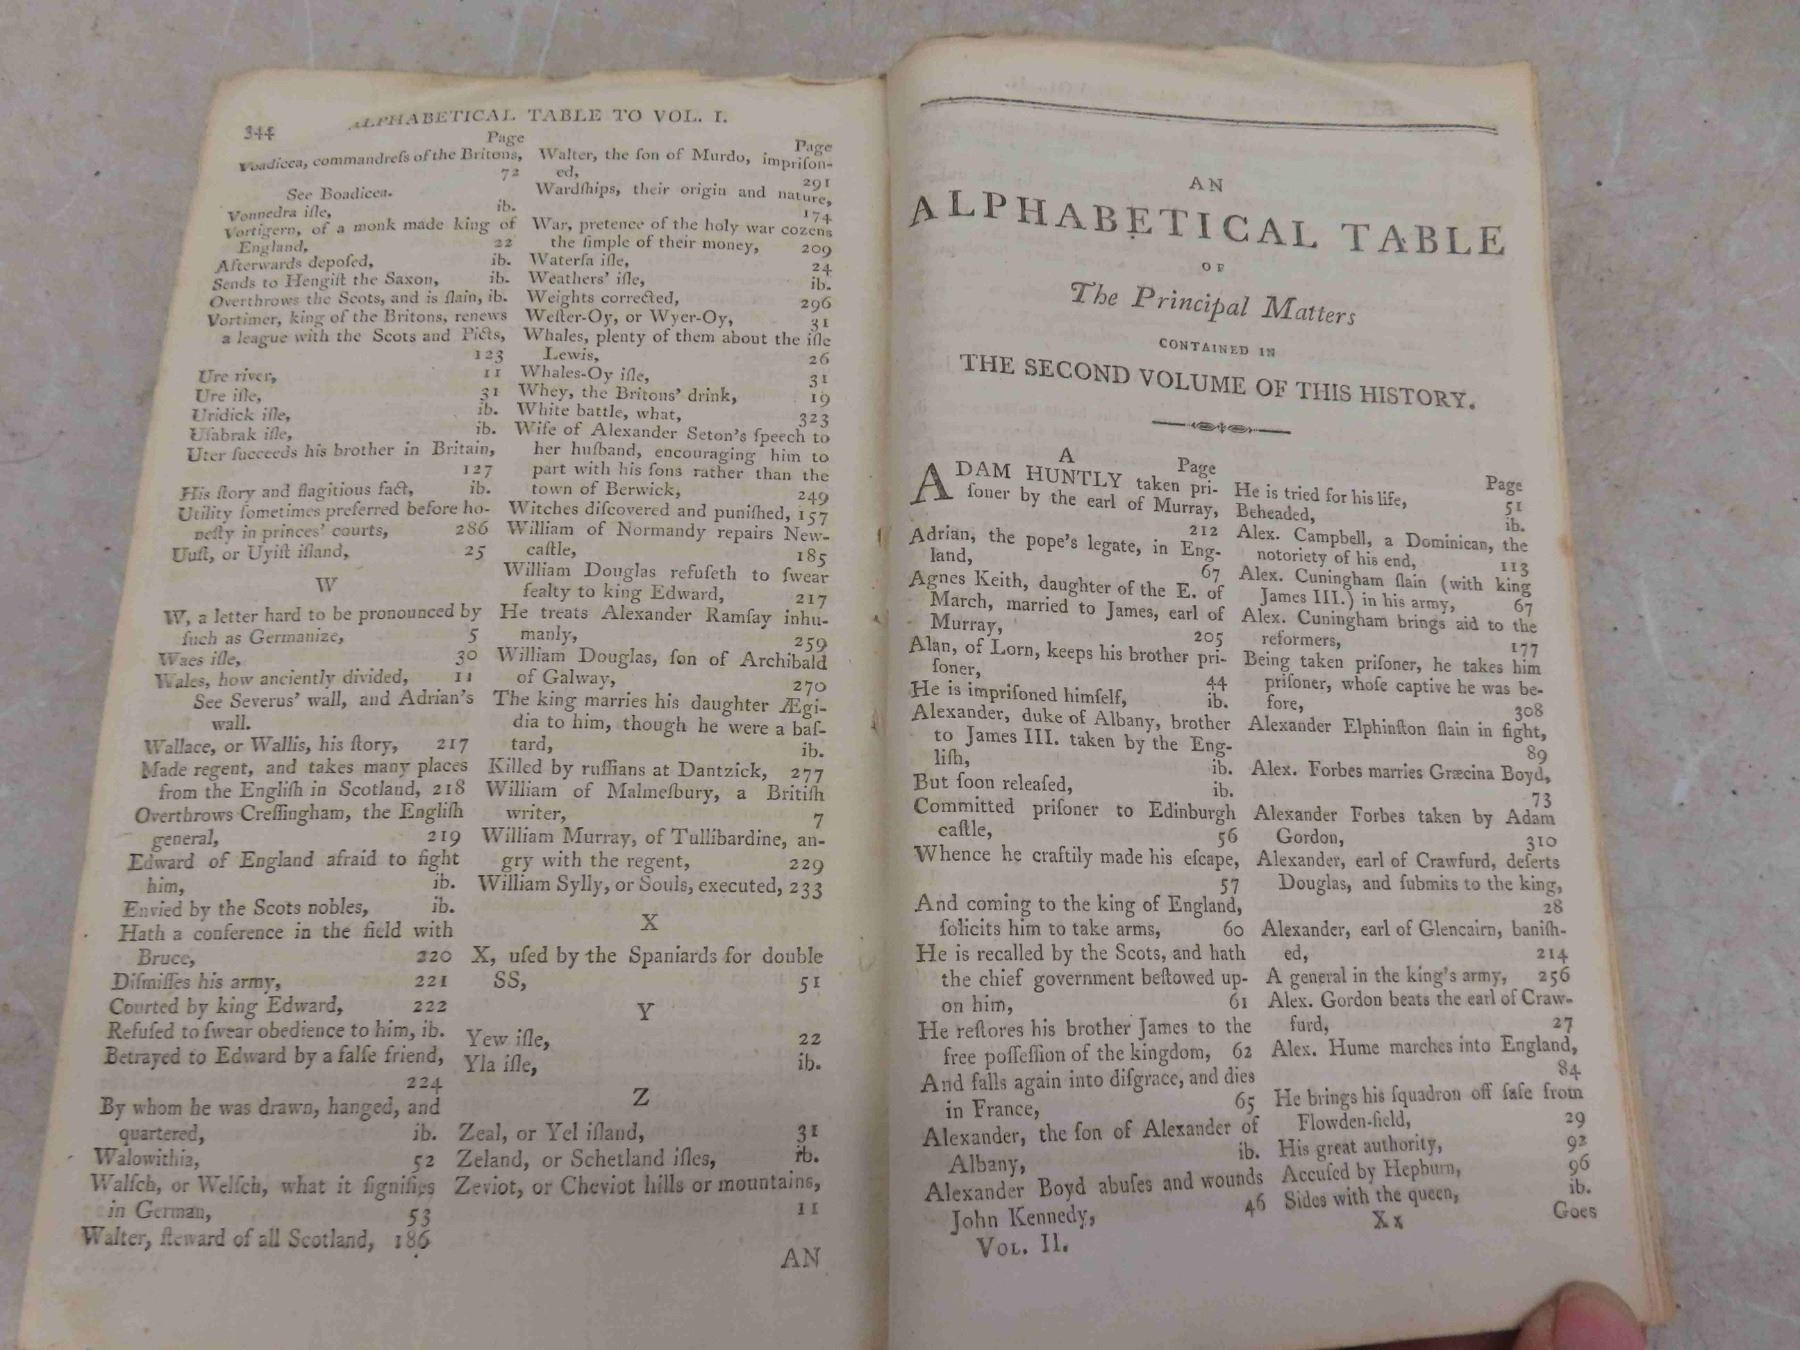 344
ALPHABETICAL TABLE TO VOL. I.
Page
Voadicea, commandreſs of the Britons,
72
See Boadicea.
Vonnedra iſle, ib.
Vortigern, of a monk made king of
England, 22
Afterwards depoſed, ib.
Sends to Hengiſt the Saxon, ib.
Overthrows the Scots, and is ſlain, ib.
Vortimer, king of the Britons, renews
a league with the Scots and Picts,
123
Ure river, 11
Ure iſle, 31
Uridick iſle, ib.
Uſabrak iſle, ib.
Uter ſucceeds his brother in Britain,
127
His ſtory and flagitious fact, ib.
Utility ſometimes preferred before ho-
neſty in princes' courts, 286
Uuſt, or Uyiſt iſland, 25
W
W, a letter hard to be pronounced by
ſuch as Germanize, 5
Waes iſle, 30
Wales, how anciently divided, 11
See Severus' wall, and Adrian's
wall.
Wallace, or Wallis, his ſtory, 217
Made regent, and takes many places
from the Engliſh in Scotland, 218
Overthrows Creſſingham, the Engliſh
general, 219
Edward of England afraid to fight
him, ib.
Envied by the Scots nobles, ib.
Hath a conference in the field with
Bruce, 220
Diſmiſſes his army, 221
Courted by king Edward, 222
Refuſed to ſwear obedience to him, ib.
Betrayed to Edward by a falſe friend,
224
By whom he was drawn, hanged, and
quartered, ib.
Walowithia, 52
Walſch, or Welſch, what it ſignifies
in German, 53
Walter, ſteward of all Scotland, 186
Page
Walter, the ſon of Murdo, impriſon-
ed, 291
Wardſhips, their origin and nature,
174
War, pretence of the holy war cozens
the ſimple of their money, 209
Waterſa iſle, 24
Weathers' iſle, ib.
Weights corrected, 296
Weſter-Oy, or Wyer-Oy, 31
Whales, plenty of them about the iſle
Lewis, 26
Whales-Oy iſle, 31
Whey, the Britons' drink, 19
White battle, what, 323
Wife of Alexander Seton's ſpeech to
her huſband, encouraging him to
part with his ſons rather than the
town of Berwick, 249
Witches diſcovered and puniſhed, 157
William of Normandy repairs New-
caſtle, 185
William Douglas refuſeth to ſwear
fealty to king Edward, 217
He treats Alexander Ramſay inhu-
manly, 259
William Douglas, ſon of Archibald
of Galway, 270
The king marries his daughter Ægi-
dia to him, though he were a baſ-
tard, ib.
Killed by ruffians at Dantzick, 277
William of Malmeſbury, a Britiſh
writer, 7
William Murray, of Tullibardine, an-
gry with the regent, 229
William Sylly, or Souls, executed, 233
X
X, uſed by the Spaniards for double
SS, 51
Y
Yew iſle, 22
Yla iſle, ib.
Z
Zeal, or Yel iſland, 31
Zeland, or Schetland iſles, ib.
Zeviot, or Cheviot hills or mountains,
11
AN
AN
ALPHABETICAL TABLE
OF
The Principal Matters
CONTAINED IN
THE SECOND VOLUME OF THIS HISTORY.
A
Page
ADAM HUNTLY taken pri-
ſoner by the earl of Murray,
212
Adrian, the pope's legate, in Eng-
land, 67
Agnes Keith, daughter of the E. of
March, married to James, earl of
Murray, 205
Alan, of Lorn, keeps his brother pri-
ſoner, 44
He is impriſoned himſelf, ib.
Alexander, duke of Albany, brother
to James III. taken by the Eng-
liſh, ib.
But ſoon releaſed, ib.
Committed priſoner to Edinburgh
caſtle, 56
Whence he craftily made his eſcape,
57
And coming to the king of England,
ſolicits him to take arms, 60
He is recalled by the Scots, and hath
the chief government beſtowed up-
on him, 61
He reſtores his brother James to the
free poſſeſſion of the kingdom, 62
And falls again into diſgrace, and dies
in France, 65
Alexander, the ſon of Alexander of
Albany, ib.
Alexander Boyd abuſes and wounds
John Kennedy, 46
VOL. II.
Page
He is tried for his life, 51
Beheaded, ib.
Alex. Campbell, a Dominican, the
notoriety of his end, 113
Alex. Cuningham ſlain (with king
James III.) in his army, 67
Alex. Cuningham brings aid to the
reformers, 177
Being taken priſoner, he takes him
priſoner, whoſe captive he was be-
fore, 308
Alexander Elphinſton ſlain in fight,
89
Alex. Forbes marries Græcina Boyd,
73
Alexander Forbes taken by Adam
Gordon, 310
Alexander, earl of Crawfurd, deſerts
Douglas, and ſubmits to the king,
28
Alexander, earl of Glencairn, baniſh-
ed, 214
A general in the king's army, 256
Alex. Gordon beats the earl of Craw-
furd, 27
Alex. Hume marches into England,
84
He brings his ſquadron off ſafe from
Flowden-field, 29
His great authority, 92
Accuſed by Hepburn, 96
Sides with the queen, ib.
Xx
Goes